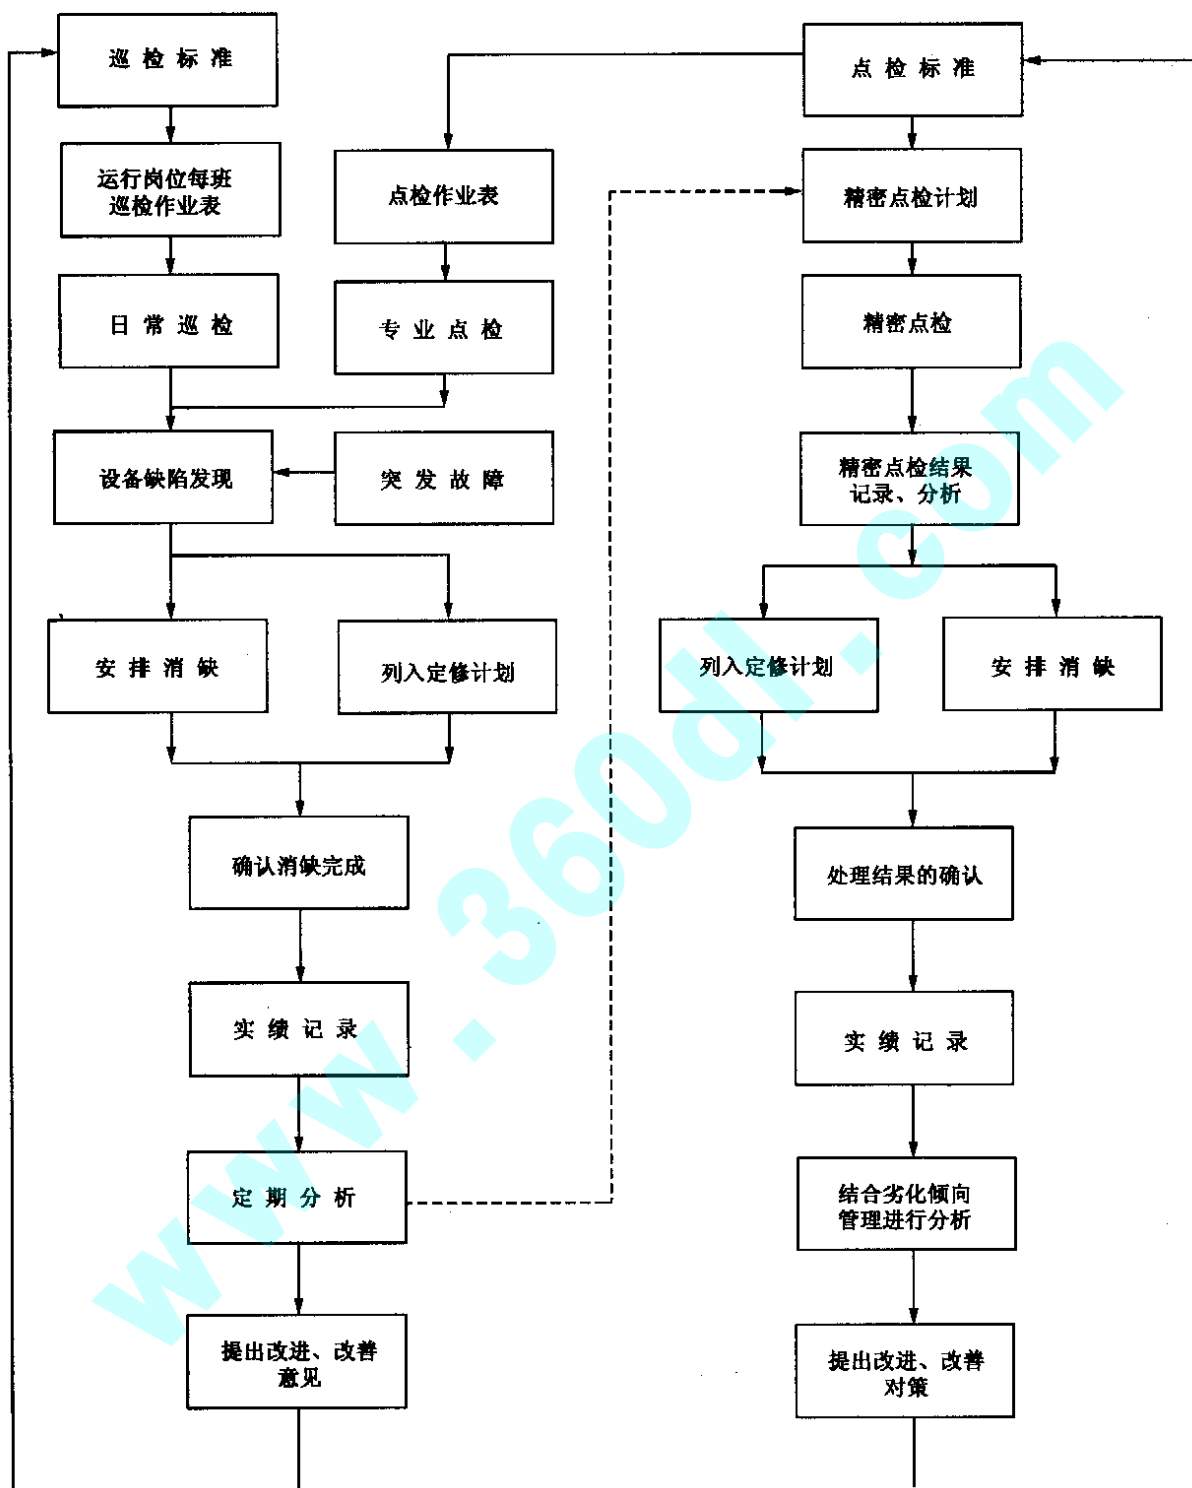 巡检标准
点检标准
运行岗位每班
巡检作业表
点检作业表
精密点检计划
日常巡检
专业点检
精密点检
设备缺陷发现
突发故障
精密点检结果
记录、分析
安排消缺
列入定修计划
列入定修计划
安排消缺
确认消缺完成
处理结果的确认
实绩记录
实绩记录
定期分析
结合劣化倾向
管理进行分析
提出改进、改善
意见
提出改进、改善
对策
www.360dl.com